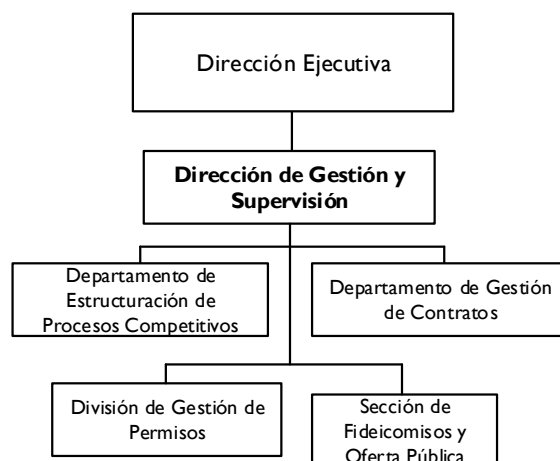 Dirección Ejecutiva
Dirección de Gestión y
Supervisión
Departamento de
Estructuración de
Procesos Competitivos
Departamento de Gestión
de Contratos
División de Gestión de
Permisos
Sección de
Fideicomisos y
Oferta Pública